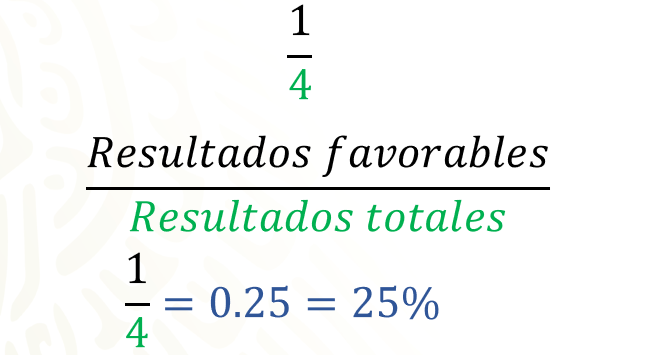 1
4
Resultados favorables
Resultados totales
1
4 = 0.25 = 25%